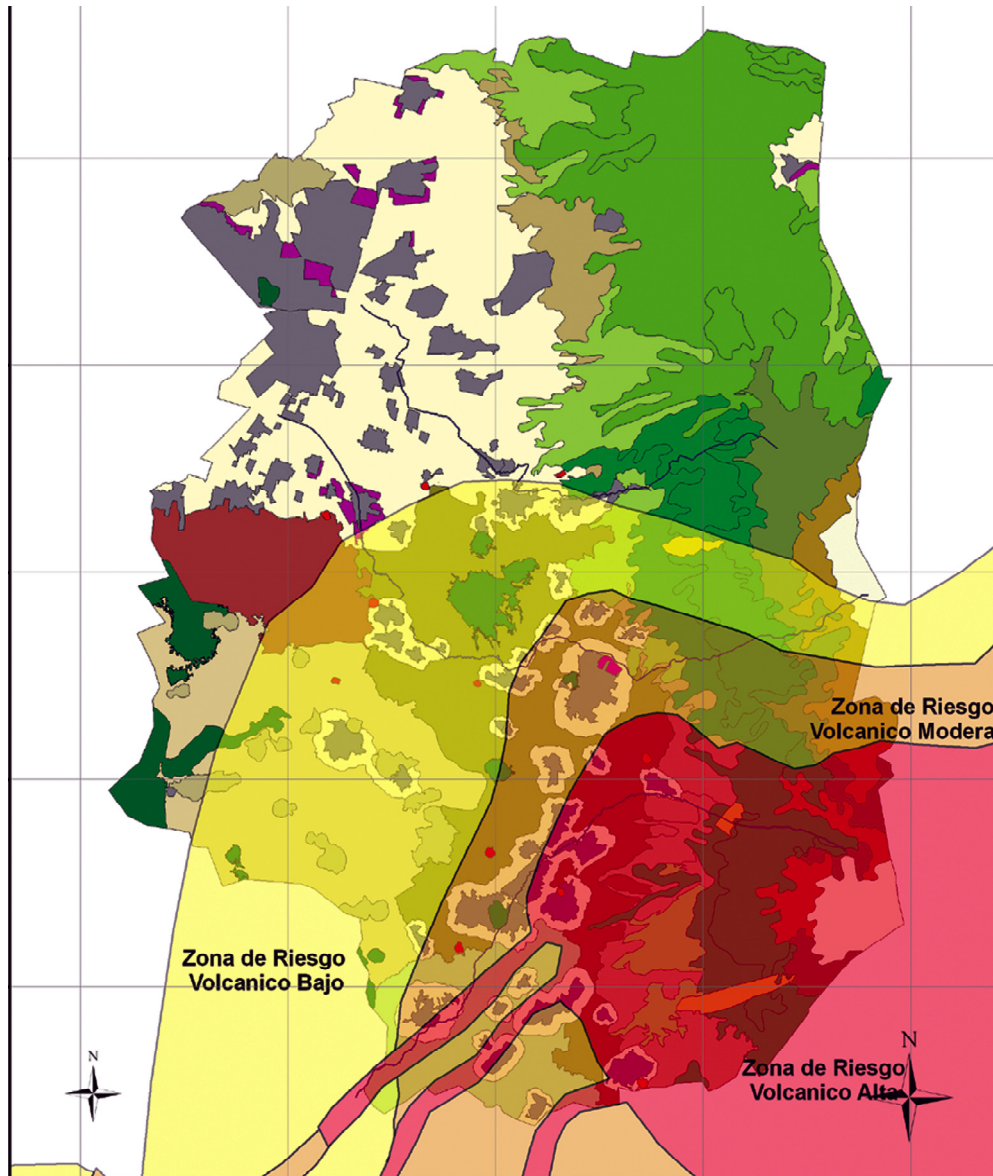 Zona de Riesgo
Volcanico Modera
Zona de Riesgo
Volcanico Bajo
N
N
Zona de Riesgo
Volcanico Alta